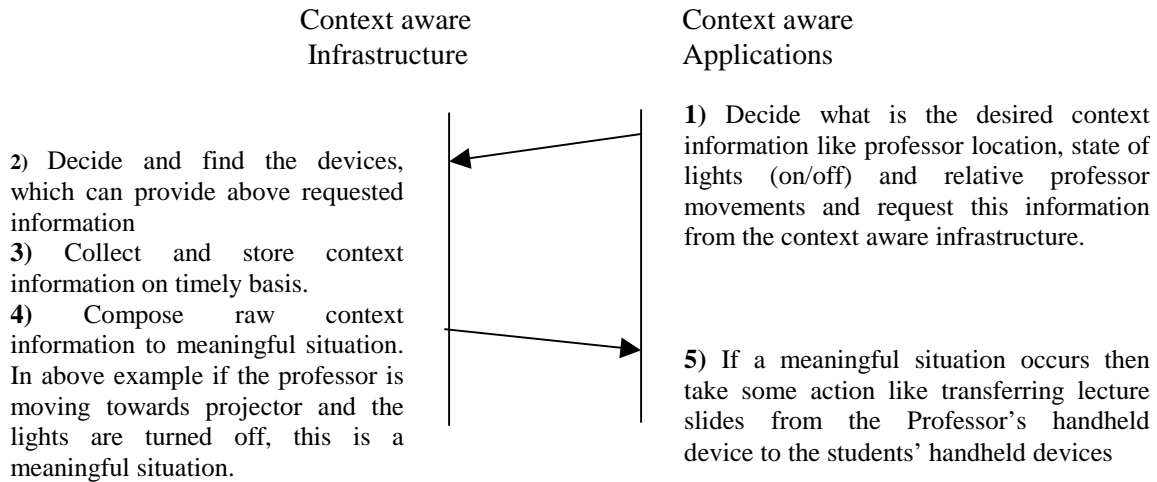 Context aware
Infrastructure
Context aware
Applications
1) Decide what is the desired context
information like professor location, state of
lights (on/off) and relative professor
movements and request this information
from the context aware infrastructure.
2) Decide and find the devices,
which can provide above requested
information
3) Collect and store context
information on timely basis.
4) Compose raw context
information to meaningful situation.
In above example if the professor is
moving towards projector and the
lights are turned off, this is a
meaningful situation.
5) If a meaningful situation occurs then
take some action like transferring lecture
slides from the Professor’s handheld
device to the students’ handheld devices